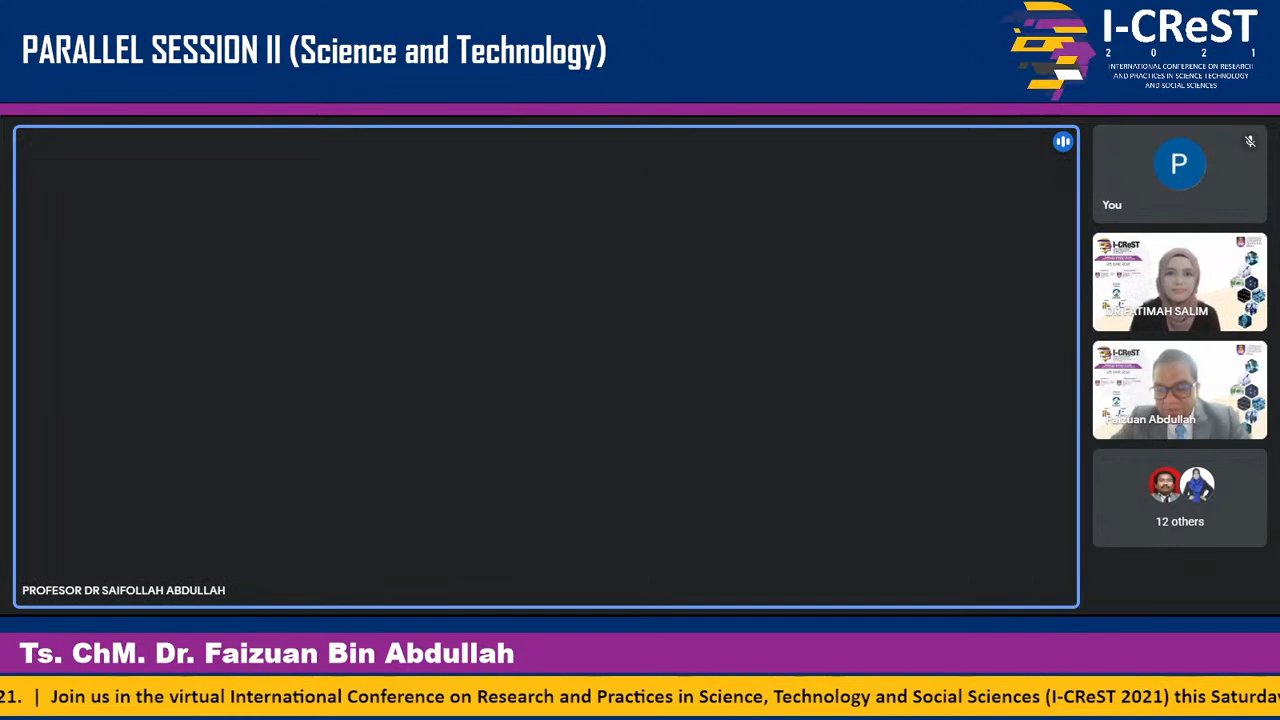 PARALLEL SESSION II (Science and Technology)
I-CReST
2 0 2 1
INTERNATIONAL CONFERENCE ON RESEARCH
AND PRACTICES IN SCIENCE TECHNOLOGY
AND SOCIAL SCIENCES
P
You
I-CReST
DR FATIMAH SALIM
I-CReST
Faizuan Abdullah
12 others
PROFESOR DR SAIFOLLAH ABDULLAH
Ts. ChM. Dr. Faizuan Bin Abdullah
21. | Join us in the virtual International Conference on Research and Practices in Science, Technology and Social Sciences (I-CReST 2021) this Saturda